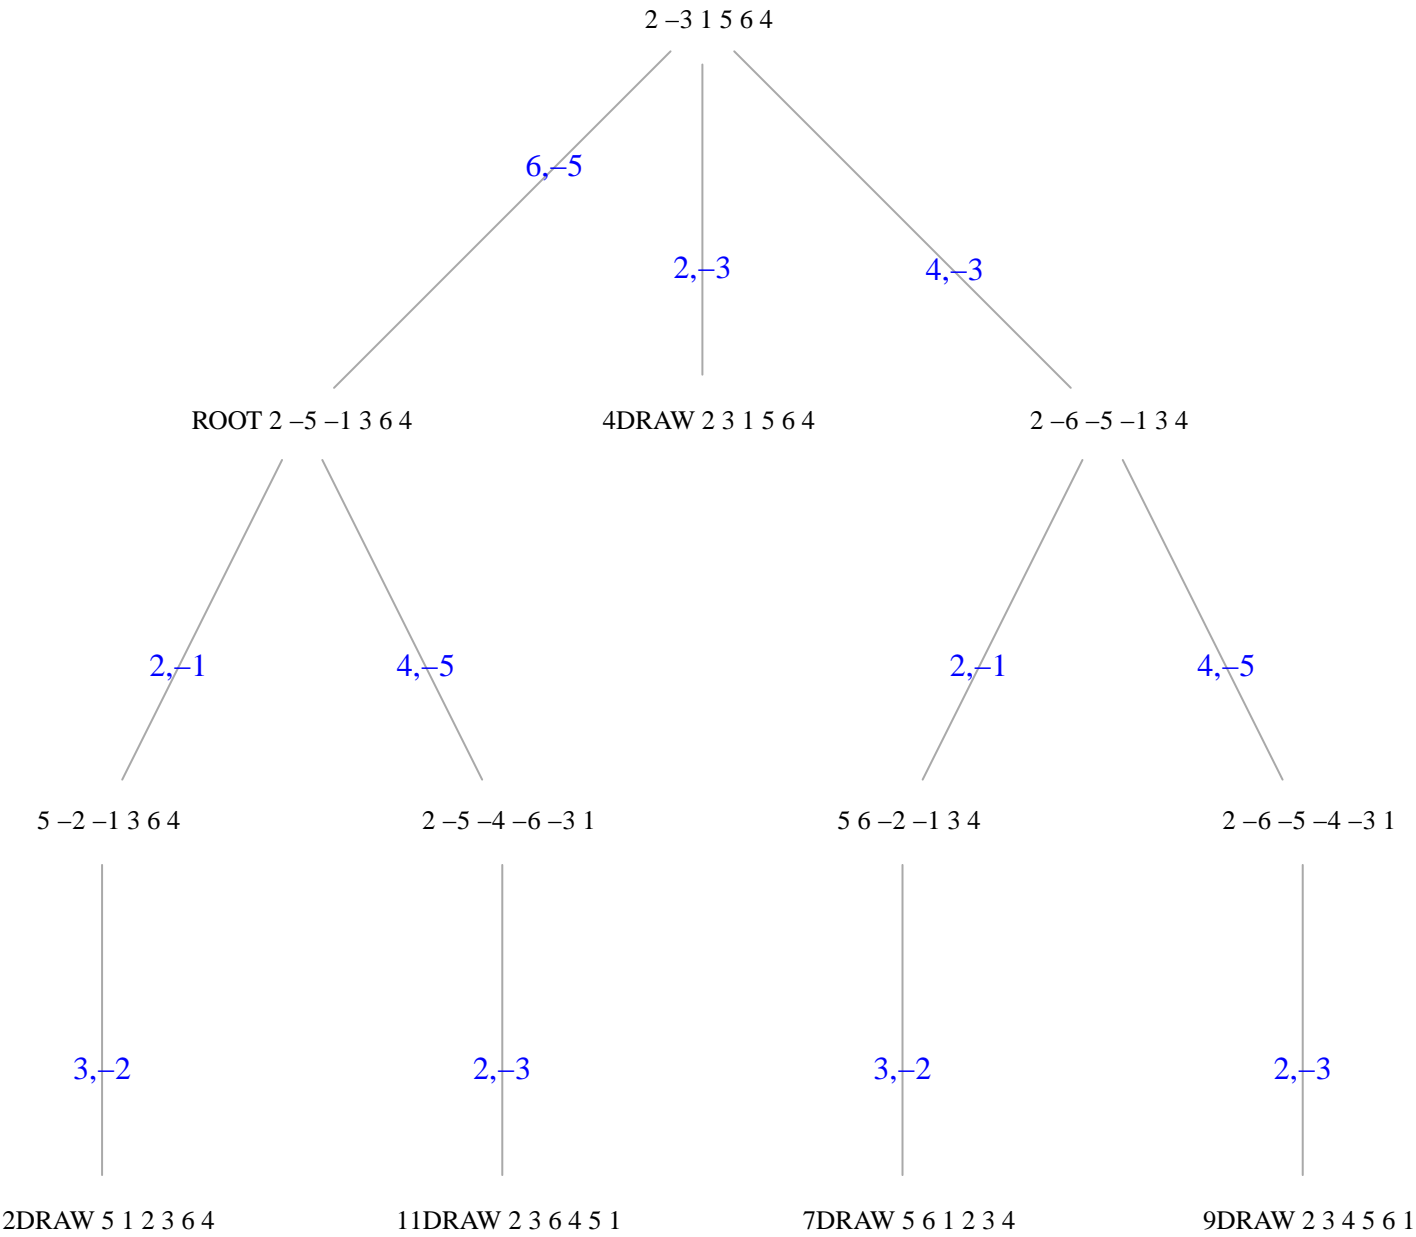 2 –3 1 5 6 4
6,–5
2,–3
4,–3
ROOT 2 –5 –1 3 6 4
4DRAW 2 3 1 5 6 4
2 –6 –5 –1 3 4
2,–1
4,–5
2,–1
4,–5
5 –2 –1 3 6 4
2 –5 –4 –6 –3 1
5 6 –2 –1 3 4
2 –6 –5 –4 –3 1
3,–2
2,–3
3,–2
2,–3
2DRAW 5 1 2 3 6 4
11DRAW 2 3 6 4 5 1
7DRAW 5 6 1 2 3 4
9DRAW 2 3 4 5 6 1